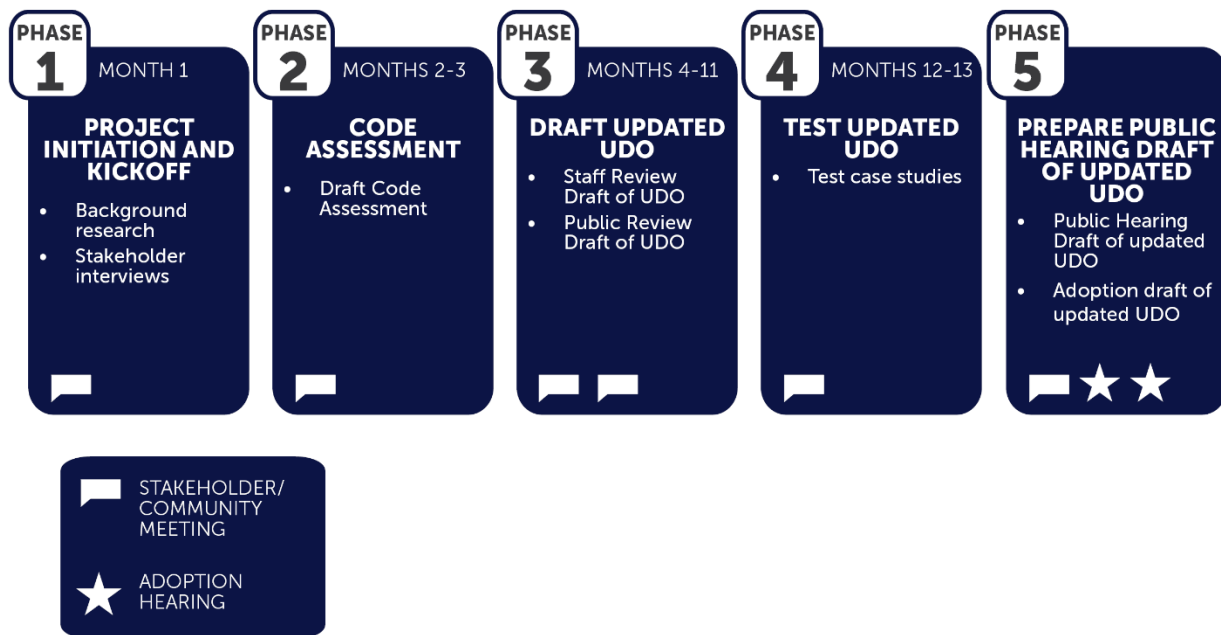 PHASE
1
MONTH 1
PROJECT
INITIATION AND
KICKOFF
• Background
research
• Stakeholder
interviews
PHASE
2
MONTHS 2-3
CODE
ASSESSMENT
• Draft Code
Assessment
PHASE
3
MONTHS 4-11
DRAFT UPDATED
UDO
• Staff Review
Draft of UDO
• Public Review
Draft of UDO
PHASE
4
MONTHS 12-13
TEST UPDATED
UDO
• Test case studies
PHASE
5
PREPARE PUBLIC
HEARING DRAFT
OF UPDATED
UDO
• Public Hearing
Draft of updated
UDO
• Adoption draft of
updated UDO
STAKEHOLDER/
COMMUNITY
MEETING
ADOPTION
HEARING